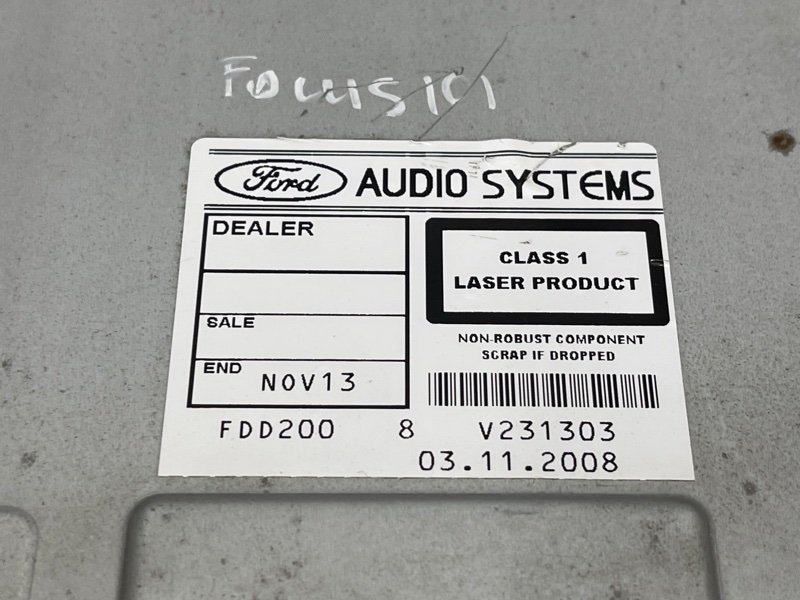 Focus
Ford AUDIO SYSTEMS
DEALER
CLASS 1
LASER PRODUCT
SALE
NON-ROBUST COMPONENT
SCRAP IF DROPPED
END NOV13
FDD200 8 V231303
03.11.2008